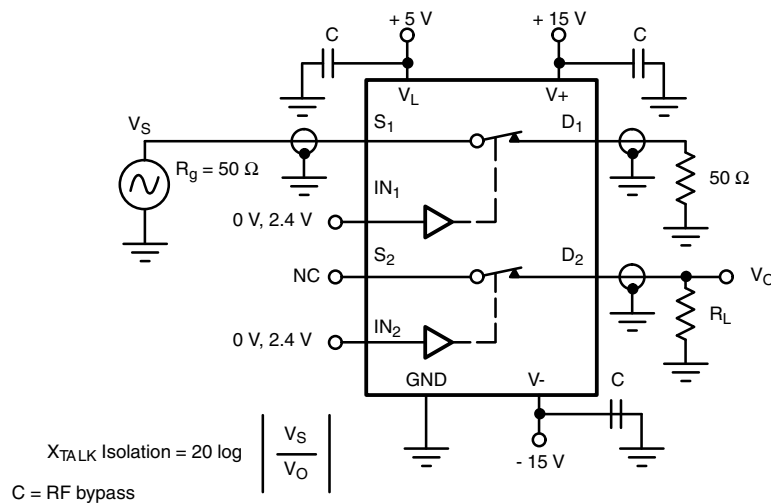 + 5 V
+ 15 V
C
C
V_L
V+
V_S
S_1
D_1
R_g = 50 Ω
50 Ω
IN_1
0 V, 2.4 V
S_2
D_2
NC
V_O
R_L
IN_2
0 V, 2.4 V
GND
V-
C
- 15 V
X_TALK Isolation = 20 log | V_S / V_O |
C = RF bypass